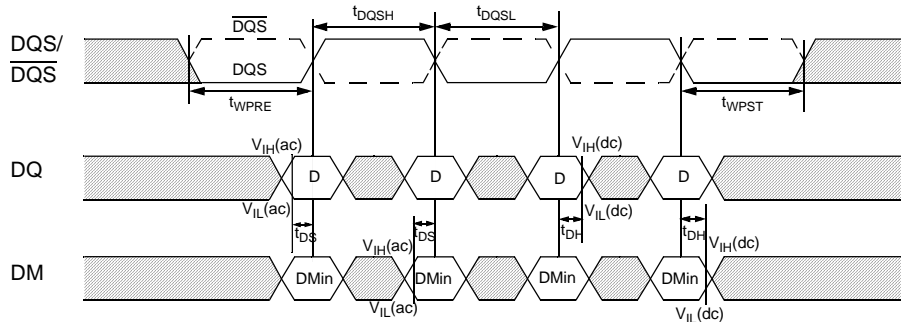 tDQSH
tDQSL
DQS
DQS/
DQS
DQS
tWPRE
tWPST
VIH(ac)
VIH(dc)
DQ
D
D
D
D
VIL(ac)
VIL(dc)
tDS
VIH(ac)
tDS
tDH
tDH
VIH(dc)
DM
DMin
DMin
DMin
DMin
VIL(ac)
VIL(dc)